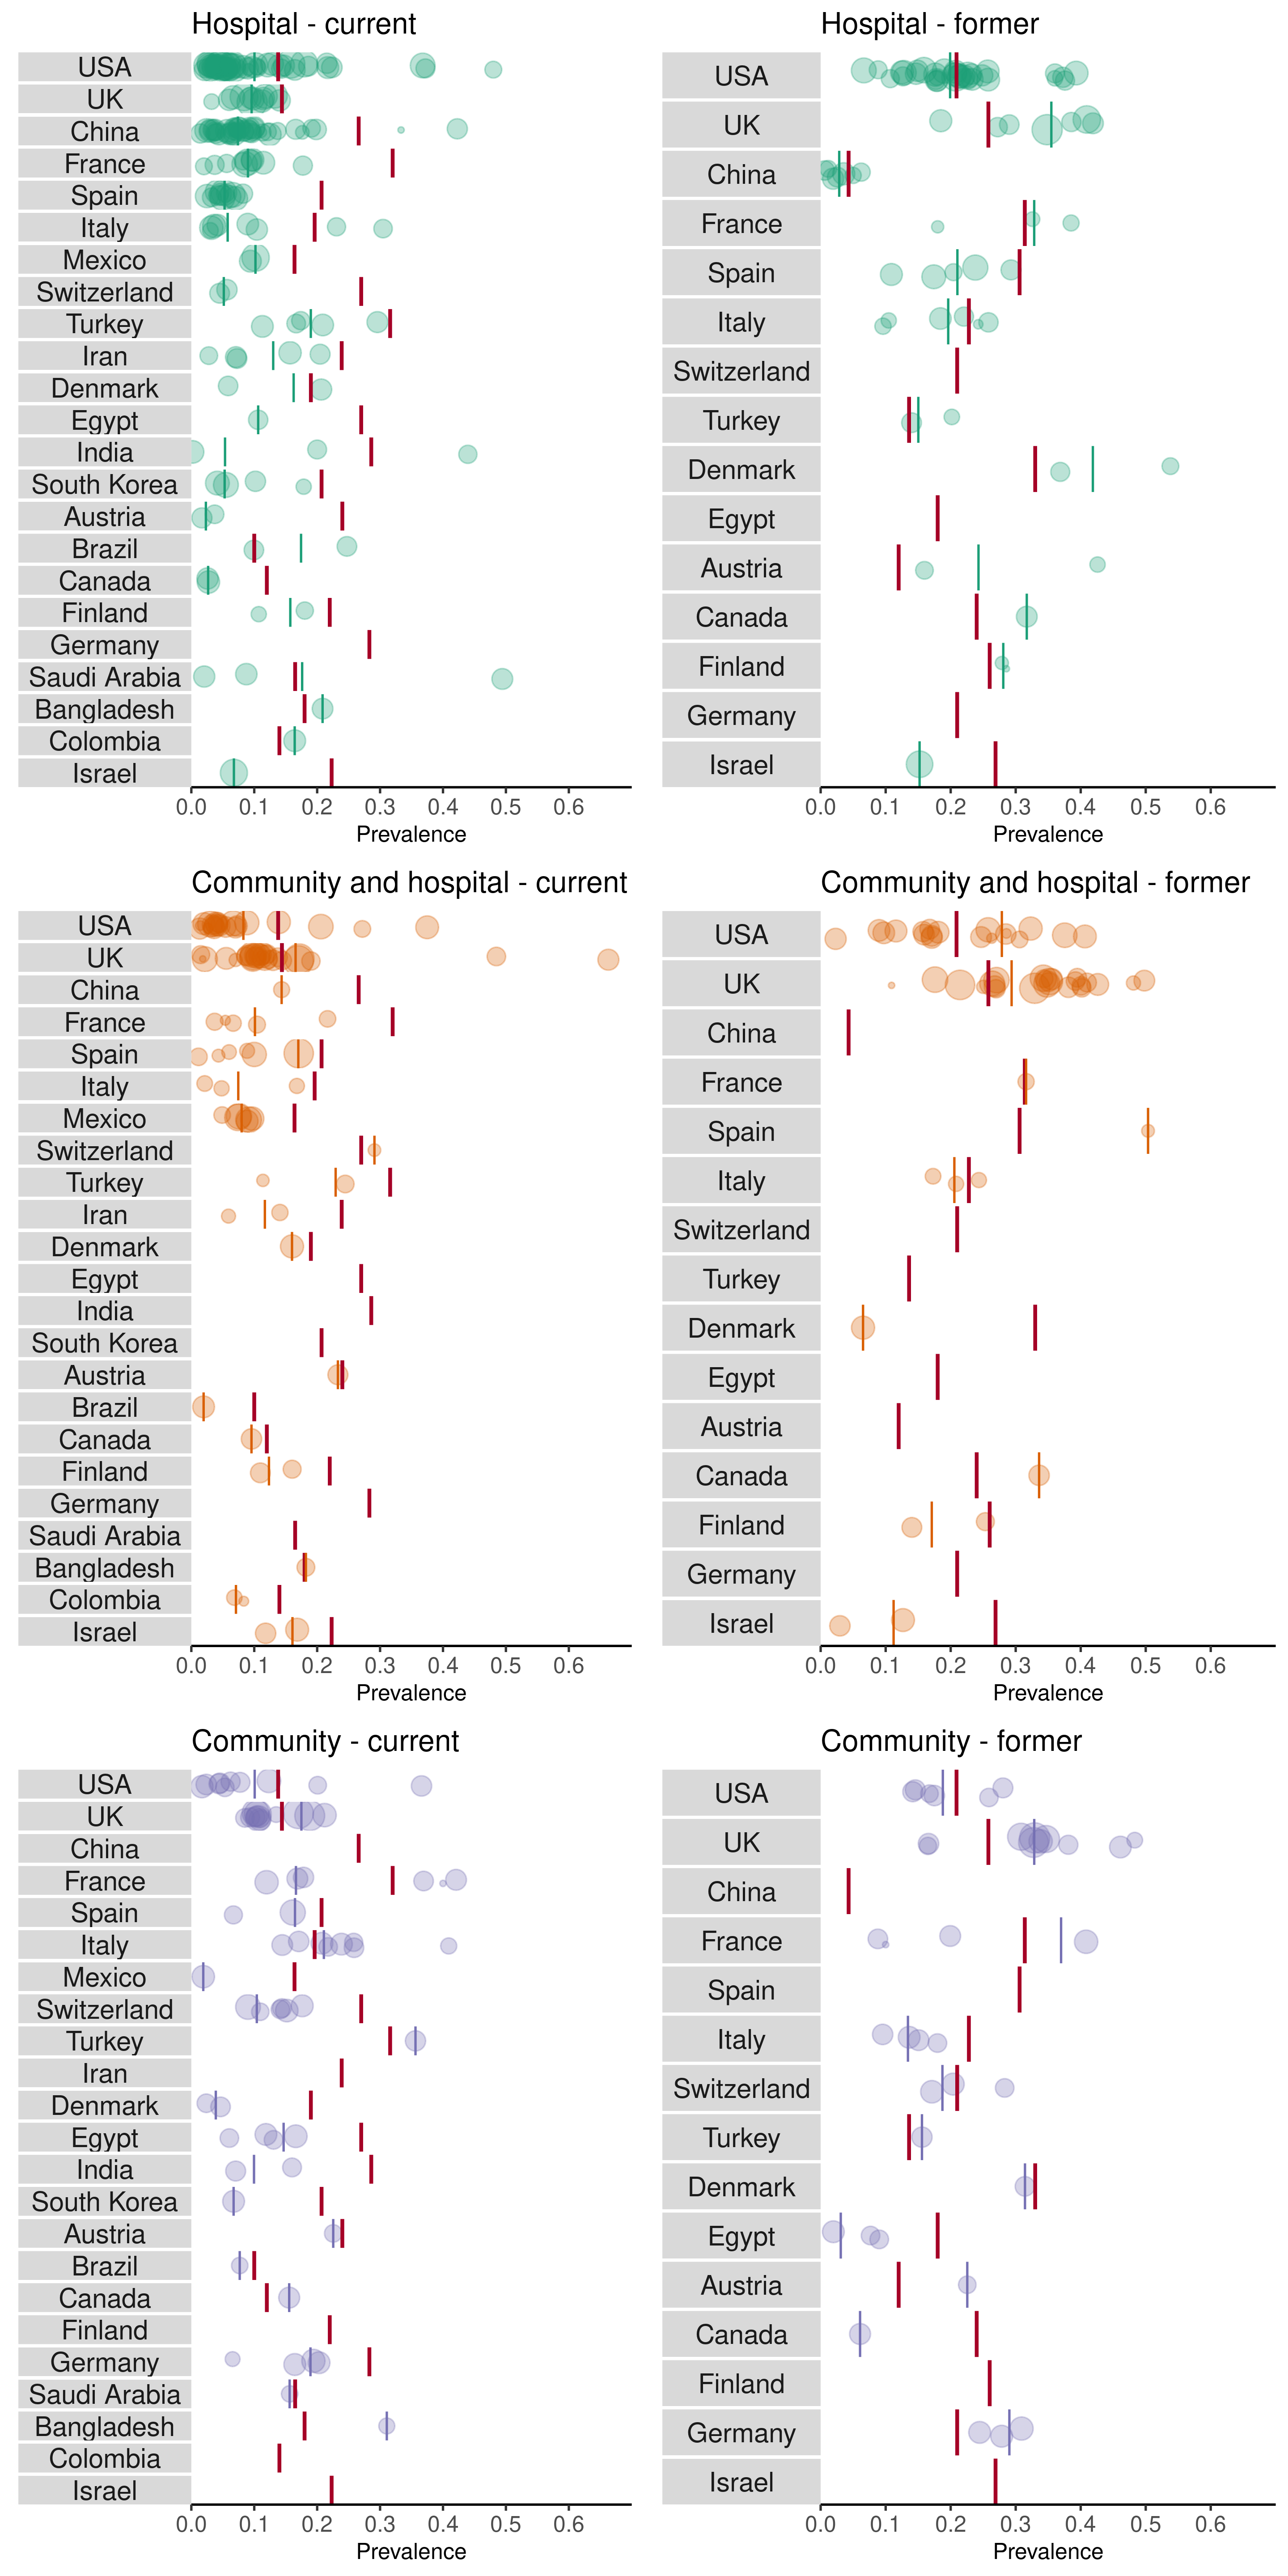 Hospital - current
USA
UK
China
France
Spain
Italy
Mexico
Switzerland
Turkey
Iran
Denmark
Egypt
India
South Korea
Austria
Brazil
Canada
Finland
Germany
Saudi Arabia
Bangladesh
Colombia
Israel
0.0 0.1 0.2 0.3 0.4 0.5 0.6
Prevalence
Hospital - former
USA
UK
China
France
Spain
Italy
Switzerland
Turkey
Denmark
Egypt
Austria
Canada
Finland
Germany
Israel
0.0 0.1 0.2 0.3 0.4 0.5 0.6
Prevalence
Community and hospital - current
USA
UK
China
France
Spain
Italy
Mexico
Switzerland
Turkey
Iran
Denmark
Egypt
India
South Korea
Austria
Brazil
Canada
Finland
Germany
Saudi Arabia
Bangladesh
Colombia
Israel
0.0 0.1 0.2 0.3 0.4 0.5 0.6
Prevalence
Community and hospital - former
USA
UK
China
France
Spain
Italy
Switzerland
Turkey
Denmark
Egypt
Austria
Canada
Finland
Germany
Israel
0.0 0.1 0.2 0.3 0.4 0.5 0.6
Prevalence
Community - current
USA
UK
China
France
Spain
Italy
Mexico
Switzerland
Turkey
Iran
Denmark
Egypt
India
South Korea
Austria
Brazil
Canada
Finland
Germany
Saudi Arabia
Bangladesh
Colombia
Israel
0.0 0.1 0.2 0.3 0.4 0.5 0.6
Prevalence
Community - former
USA
UK
China
France
Spain
Italy
Switzerland
Turkey
Denmark
Egypt
Austria
Canada
Finland
Germany
Israel
0.0 0.1 0.2 0.3 0.4 0.5 0.6
Prevalence